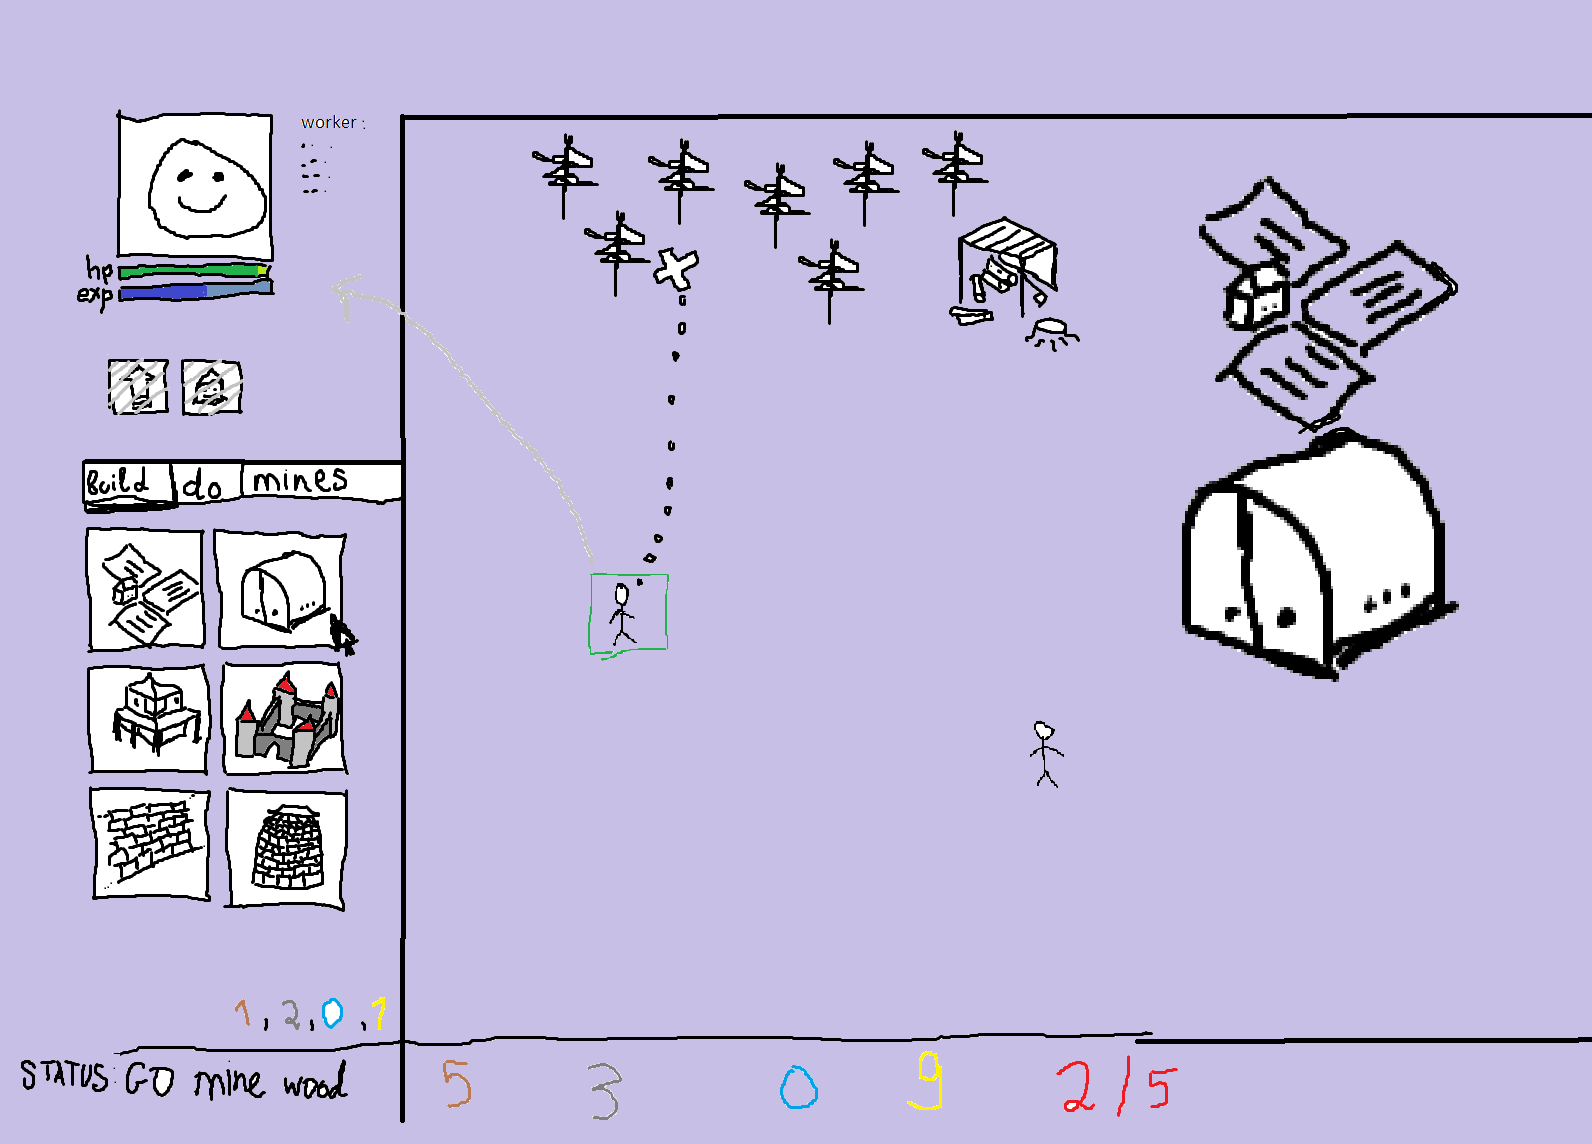 worker :
hp
exp
Build do mines
1, 2, 0, 1
STATUS: GO mine wood
5 3 0 9 2/5